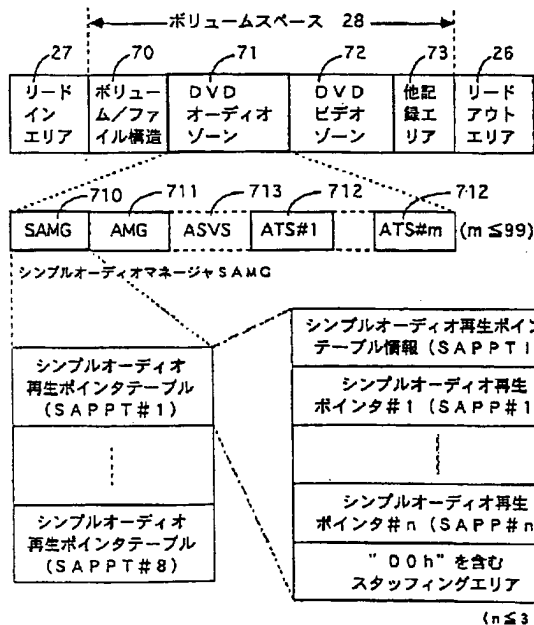 ボリュームスペース 28
27 70 71 72 73 26
リード
イン
エリア
ボリュー
ム/ファ
イル構造
DVD
オーディオ
ゾーン
DVD
ビデオ
ゾーン
他記
録エ
リア
リード
アウト
エリア
710 711 713 712 712
SAMG AMG ASVS ATS#1 ATS#m (m≦99)
シンプルオーディオマネージャSAMG
シンプルオーディオ
再生ポインタテーブル
(SAPPT#1)
シンプルオーディオ
再生ポインタテーブル
(SAPPT#8)
シンプルオーディオ再生ポイン
テーブル情報(SAPPTI
シンプルオーディオ再生
ポインタ#1(SAPP#1
シンプルオーディオ再生
ポインタ#n(SAPP#n
"00h"を含む
スタッフィングエリア
(n≦3